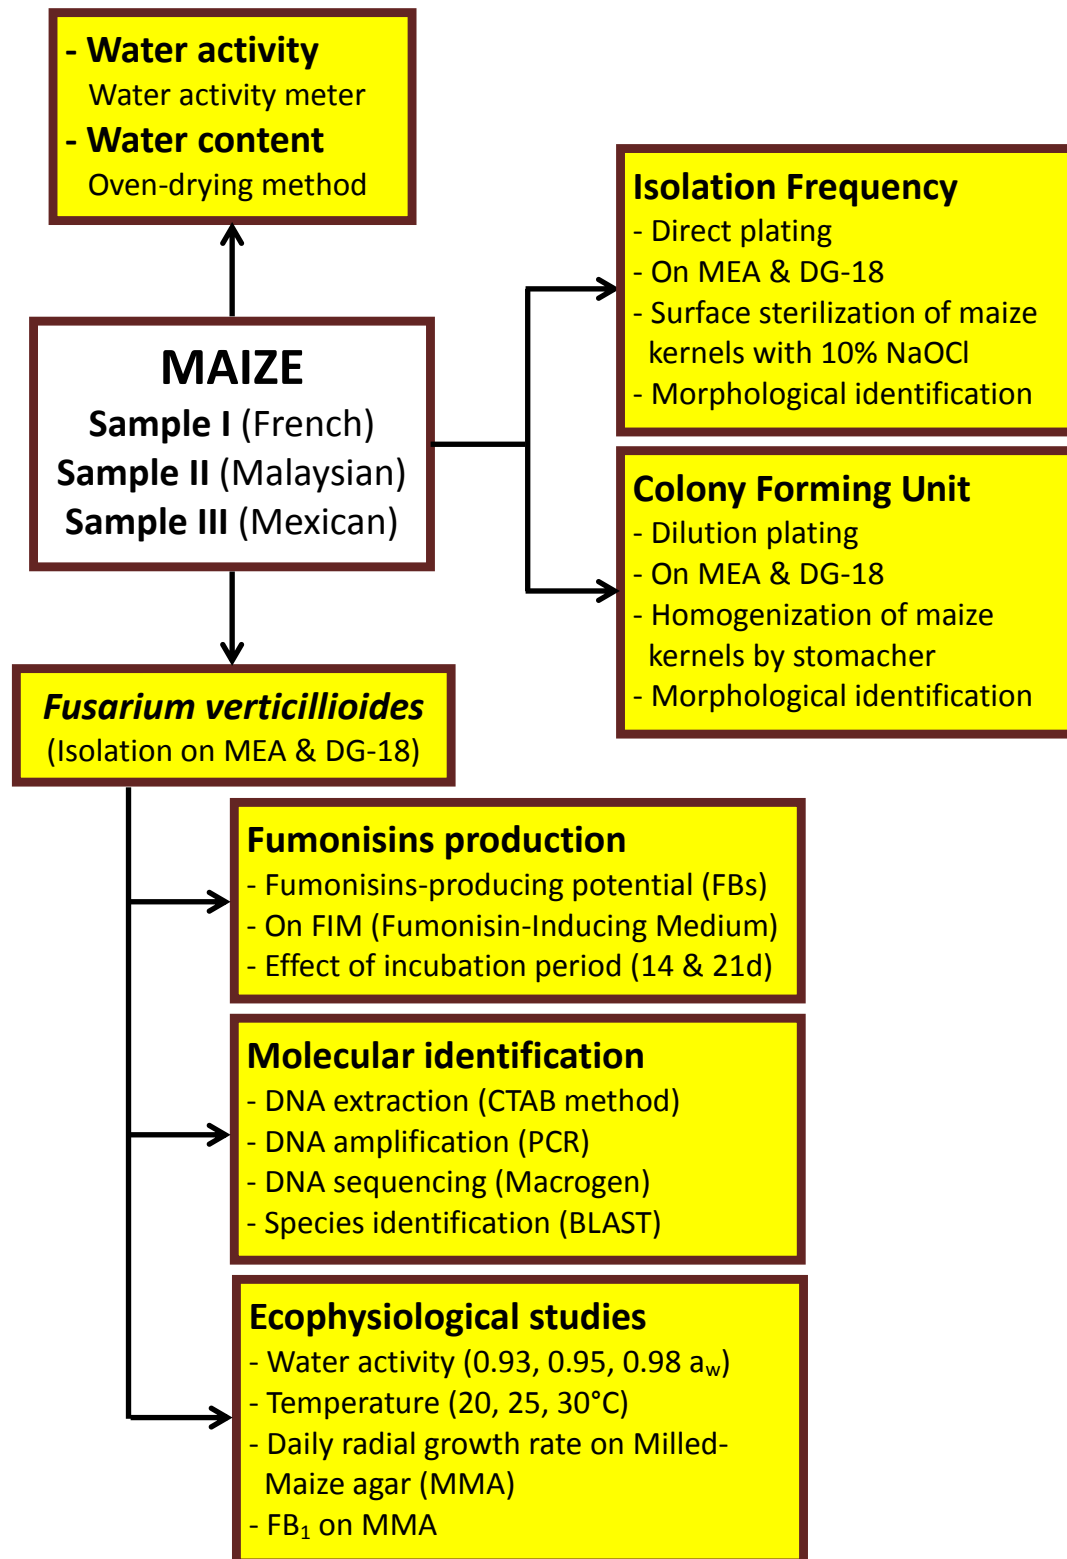 - Water activity
Water activity meter
- Water content
Oven-drying method
MAIZE
Sample I (French)
Sample II (Malaysian)
Sample III (Mexican)
Isolation Frequency
- Direct plating
- On MEA & DG-18
- Surface sterilization of maize
kernels with 10% NaOCl
- Morphological identification
Colony Forming Unit
- Dilution plating
- On MEA & DG-18
- Homogenization of maize
kernels by stomacher
- Morphological identification
Fusarium verticillioides
(Isolation on MEA & DG-18)
Fumonisins production
- Fumonisins-producing potential (FBs)
- On FIM (Fumonisin-Inducing Medium)
- Effect of incubation period (14 & 21d)
Molecular identification
- DNA extraction (CTAB method)
- DNA amplification (PCR)
- DNA sequencing (Macrogen)
- Species identification (BLAST)
Ecophysiological studies
- Water activity (0.93, 0.95, 0.98 a<sub>w</sub>)
- Temperature (20, 25, 30°C)
- Daily radial growth rate on Milled-
Maize agar (MMA)
- FB₁ on MMA